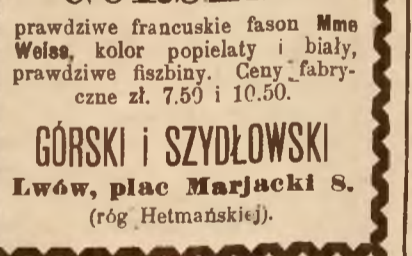 prawdziwe francuskie fason Mme
Weiss, kolor popielaty i biały,
prawdziwe fiszbiny. Ceny fabry-
czne zł. 7.50 i 10.50.
GÓRSKI i SZYDŁOWSKI
Lwów, plac Marjacki 8.
(róg Hetmańskiej).